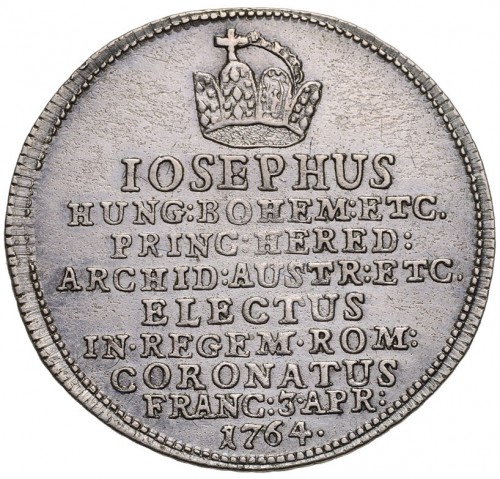 IOSEPHUS
HUNG:BOHEM:ETC.
PRINC:HERED:
ARCHID:AUSTR:ETC.
ELECTUS
IN·REGEM·ROM:
CORONATUS
FRANC:3·APR:
1764·